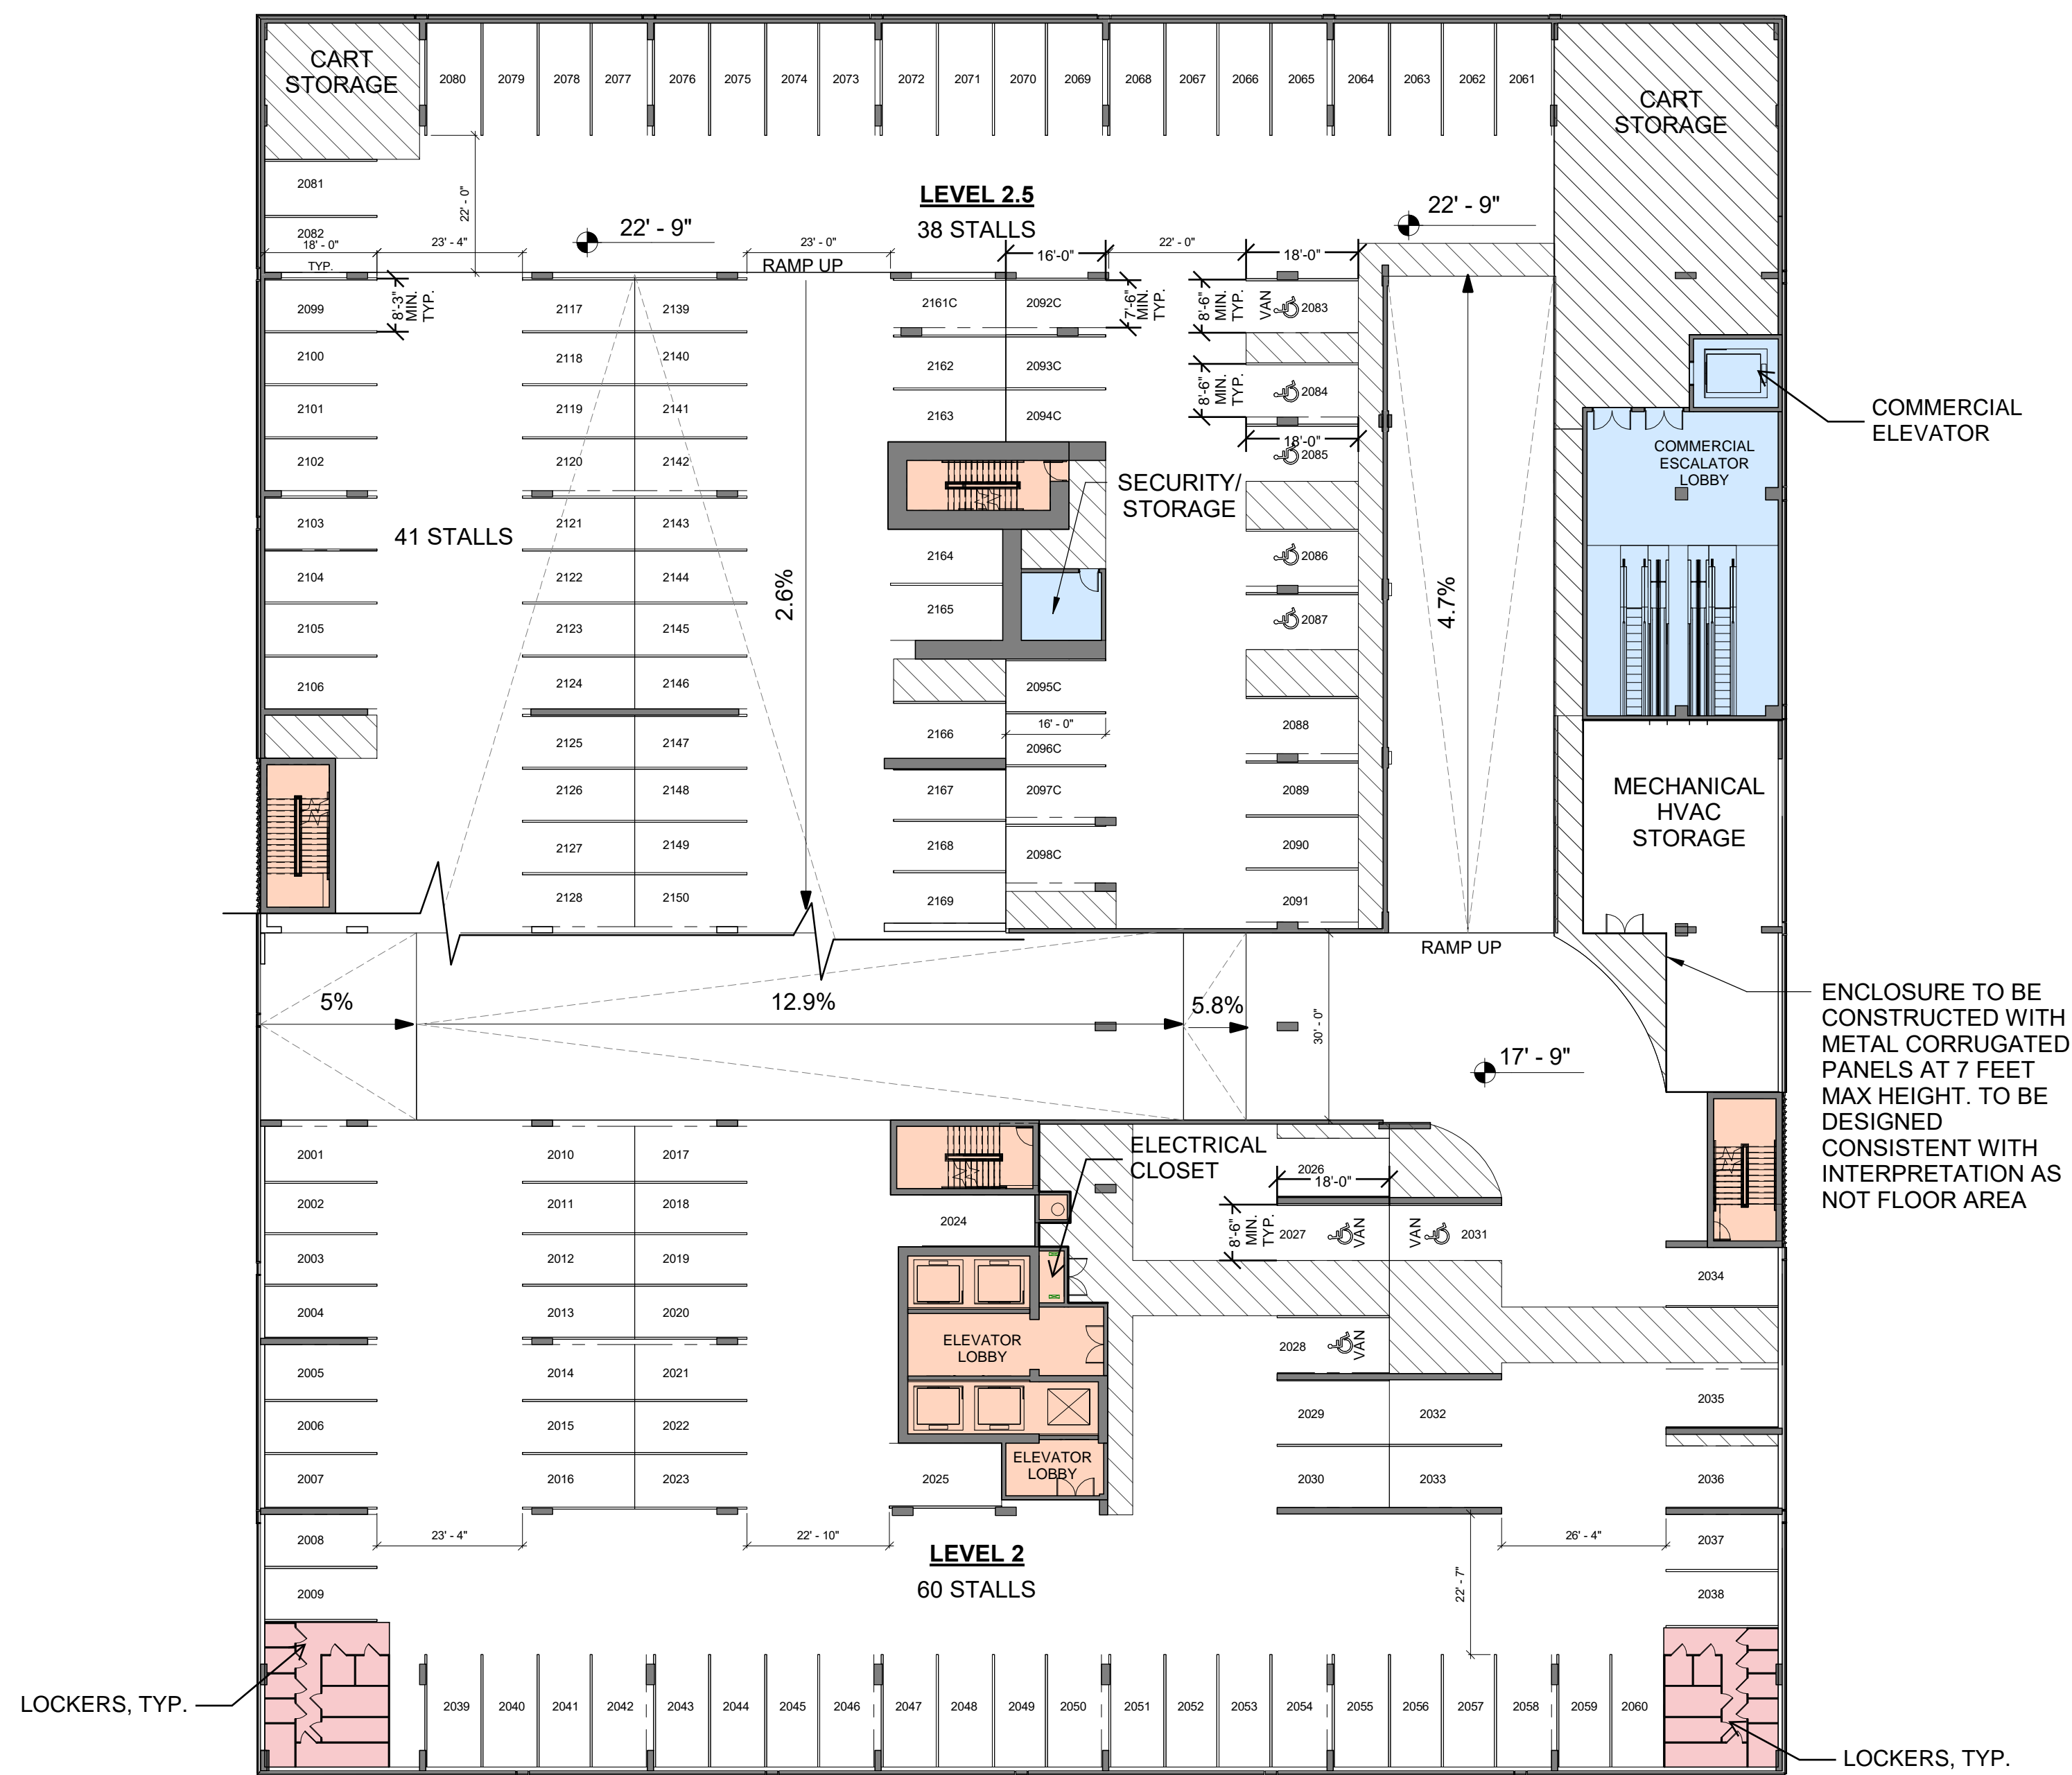 CART
STORAGE
2080
2079
2078
2077
2076
2075
2074
2073
2072
2071
2070
2069
2068
2067
2066
2065
2064
2063
2062
2061
CART
STORAGE
2081
22' - 0"
LEVEL 2.5
38 STALLS
22' - 9"
22' - 9"
2082
18' - 0"
TYP.
23' - 4"
23' - 0"
RAMP UP
16'-0"
22' - 0"
18'-0"
2099
8'-3"
MIN.
TYP.
2117
2139
2161C
2092C
7'-6"
MIN.
TYP.
8'-6"
MIN.
TYP.
VAN
2083
2100
2118
2140
2162
2093C
8'-6"
MIN.
TYP.
2084
2101
2119
2141
2163
2094C
COMMERCIAL
ELEVATOR
2102
2120
2142
18'-0"
2085
COMMERCIAL
ESCALATOR
LOBBY
SECURITY/
STORAGE
2103
41 STALLS
2121
2143
2164
2086
2104
2122
2144
2.6%
4.7%
2105
2123
2145
2165
2087
2106
2124
2146
2095C
16' - 0"
2125
2147
2166
2096C
2088
2126
2148
2167
2097C
2089
MECHANICAL
HVAC
STORAGE
2127
2149
2168
2098C
2090
2128
2150
2169
2091
RAMP UP
5%
12.9%
5.8%
30' - 0"
17' - 9"
ENCLOSURE TO BE
CONSTRUCTED WITH
METAL CORRUGATED
PANELS AT 7 FEET
MAX HEIGHT. TO BE
DESIGNED
CONSISTENT WITH
INTERPRETATION AS
NOT FLOOR AREA
2001
2010
2017
ELECTRICAL
CLOSET
2026
18'-0"
2002
2011
2018
2024
8'-6"
MIN.
TYP.
2027
VAN
VAN
2031
2003
2012
2019
2034
2004
2013
2020
ELEVATOR
LOBBY
2028
VAN
2005
2014
2021
2035
2006
2015
2022
2029
2032
2007
2016
2023
2025
ELEVATOR
LOBBY
2030
2033
2036
2008
23' - 4"
22' - 10"
LEVEL 2
60 STALLS
26' - 4"
2037
2009
22' - 7"
2038
LOCKERS, TYP.
2039
2040
2041
2042
2043
2044
2045
2046
2047
2048
2049
2050
2051
2052
2053
2054
2055
2056
2057
2058
2059
2060
LOCKERS, TYP.